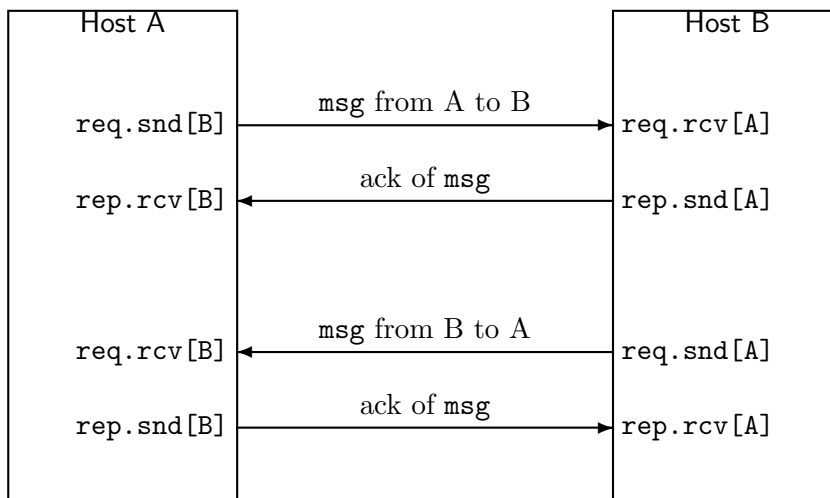 Host A
Host B
req.snd[B]
msg from A to B
req.rcv[A]
rep.rcv[B]
ack of msg
rep.snd[A]
req.rcv[B]
msg from B to A
req.snd[A]
rep.snd[B]
ack of msg
rep.rcv[A]